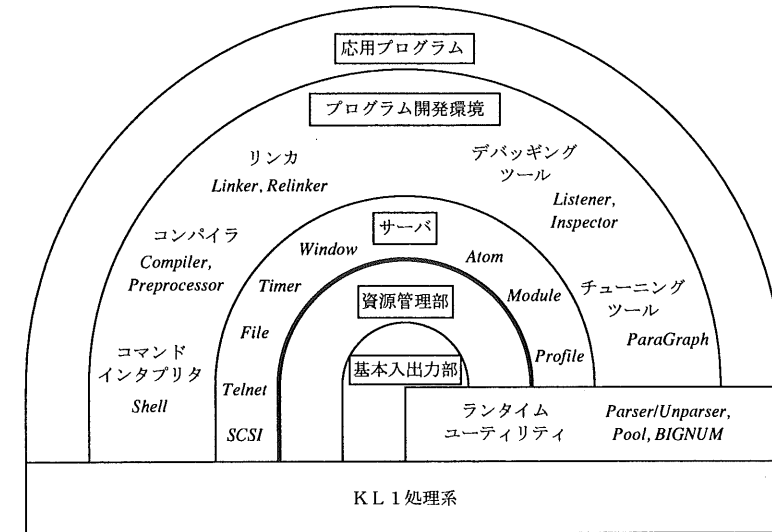 応用プログラム
プログラム開発環境
リンカ
Linker, Relinker
デバッギング
ツール
Listener,
Inspector
コンパイラ
Compiler,
Preprocessor
サーバ
Window
Atom
Timer
Module
File
Profile
Telnet
SCSI
チューニング
ツール
ParaGraph
資源管理部
基本入出力部
コマンド
インタプリタ
Shell
ランタイム
ユーティリティ
Parser/Unparser,
Pool, BIGNUM
KL1処理系